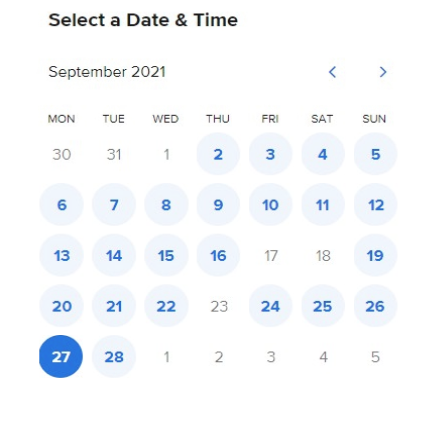 Select a Date & Time
September 2021
MON TUE WED THU FRI SAT SUN
30 31 1 2 3 4 5
6 7 8 9 10 11 12
13 14 15 16 17 18 19
20 21 22 23 24 25 26
27 28 1 2 3 4 5